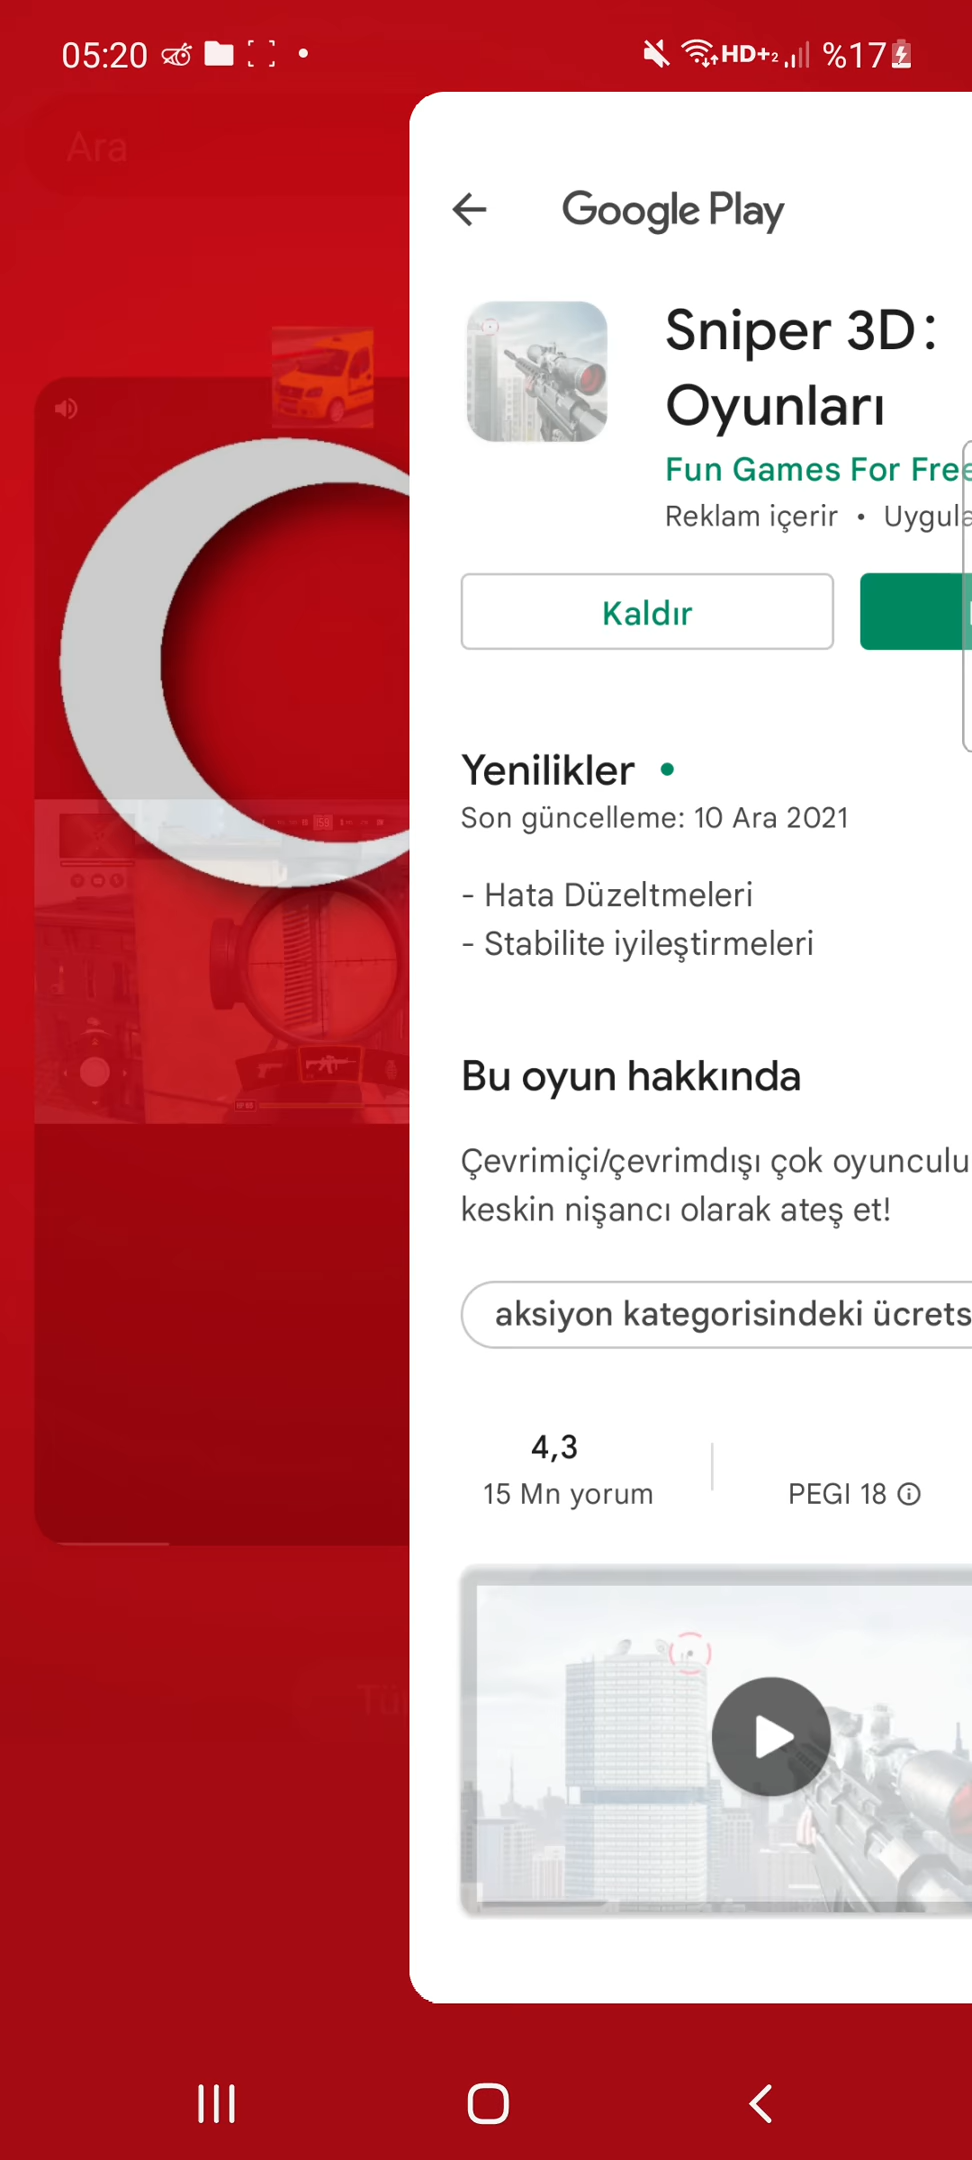 05:20
HD+2 %17
Ara
Google Play
Sniper 3D:
Oyunları
Fun Games For Free
Reklam içerir • Uygula
Kaldır
Yenilikler
Son güncelleme: 10 Ara 2021
- Hata Düzeltmeleri
- Stabilite iyileştirmeleri
Bu oyun hakkında
Çevrimiçi/çevrimdışı çok oyunculu
keskin nişancı olarak ateş et!
aksiyon kategorisindeki ücrets
4,3
15 Mn yorum
PEGI 18